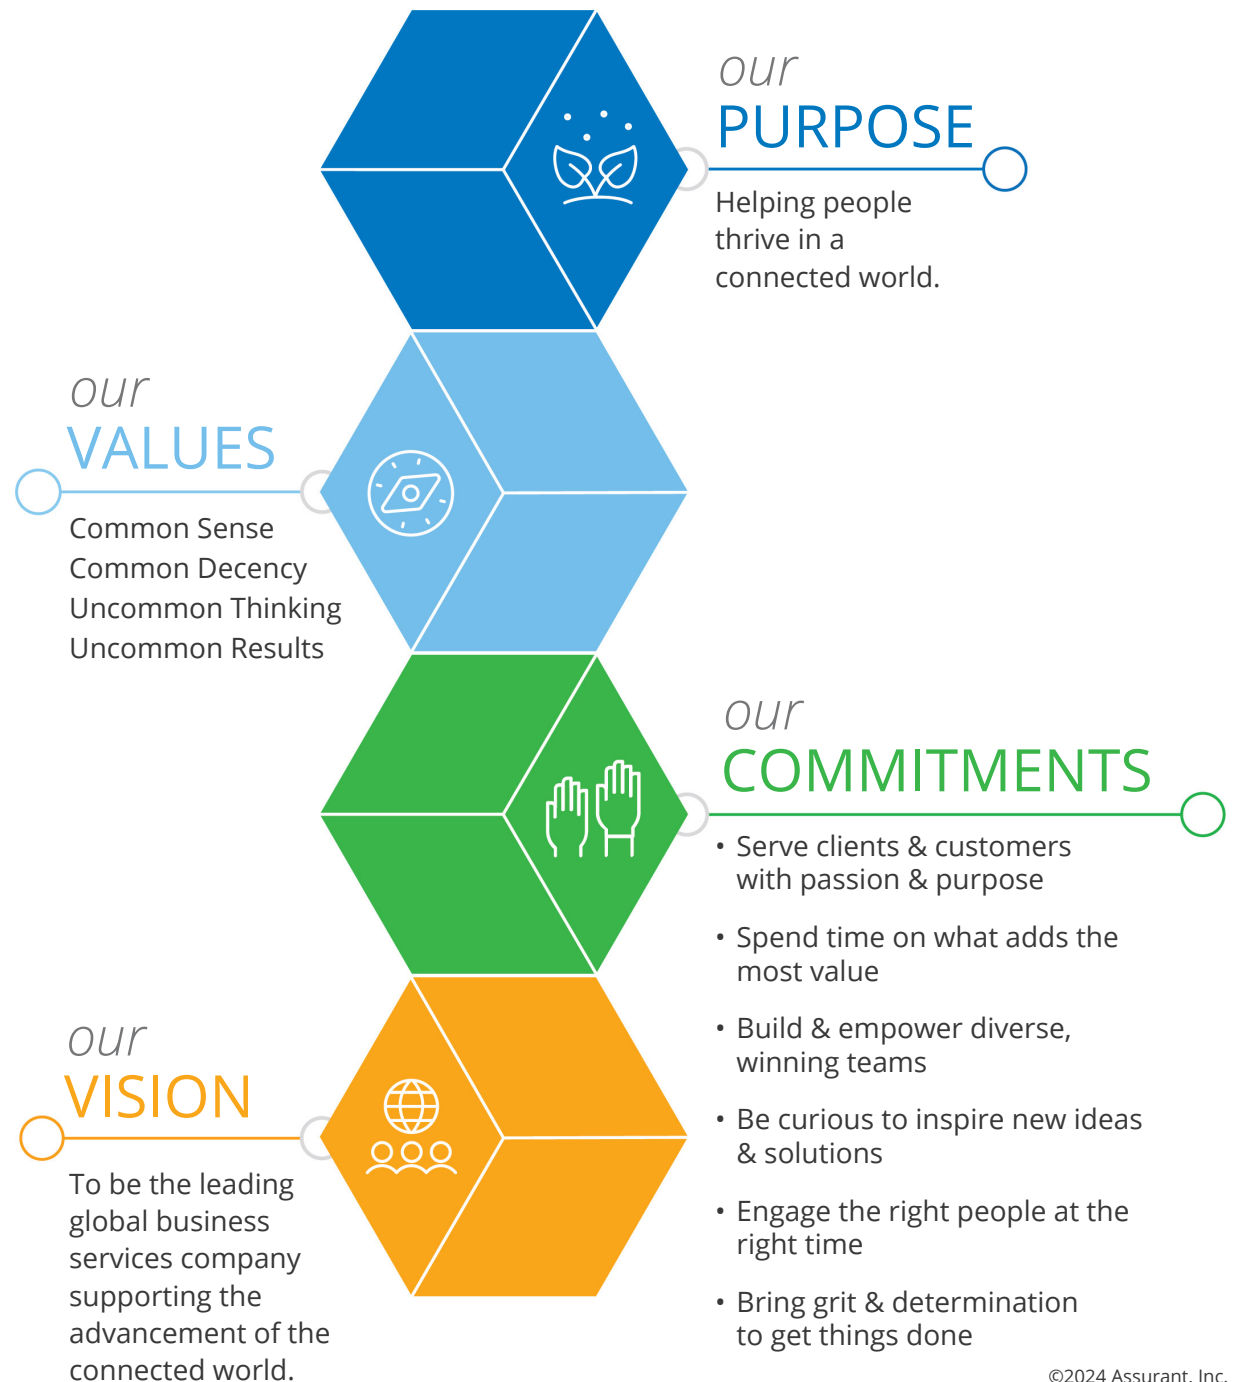 our
PURPOSE
Helping people
thrive in a
connected world.
our
VALUES
Common Sense
Common Decency
Uncommon Thinking
Uncommon Results
our
COMMITMENTS
• Serve clients & customers
with passion & purpose
• Spend time on what adds the
most value
• Build & empower diverse,
winning teams
• Be curious to inspire new ideas
& solutions
• Engage the right people at the
right time
• Bring grit & determination
to get things done
our
VISION
To be the leading
global business
services company
supporting the
advancement of the
connected world.
©2024 Assurant, Inc.